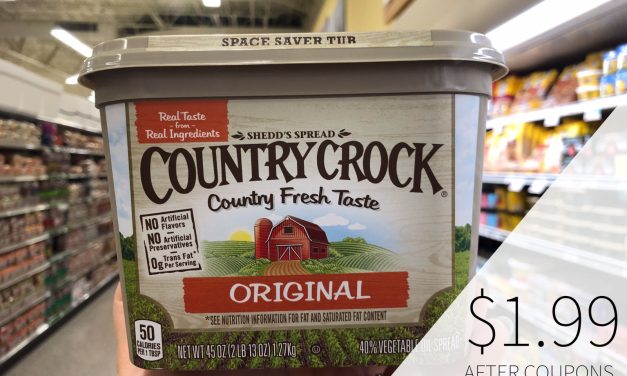 SPACE SAVER TUB
Real Taste
from
Real Ingredients
SHEDD'S SPREAD
COUNTRY CROCK®
Country Fresh Taste
NO Artificial
Flavors
NO Artificial
Preservatives
0g Trans Fat*
Per Serving
ORIGINAL
*SEE NUTRITION INFORMATION FOR FAT AND SATURATED FAT CONTENT
50
CALORIES
PER 1 TBSP
NET WT 45 OZ (2 LB 13 OZ) 1.27kg
40% VEGETABLE OIL SPREAD
$1.99
AFTER COUPONS